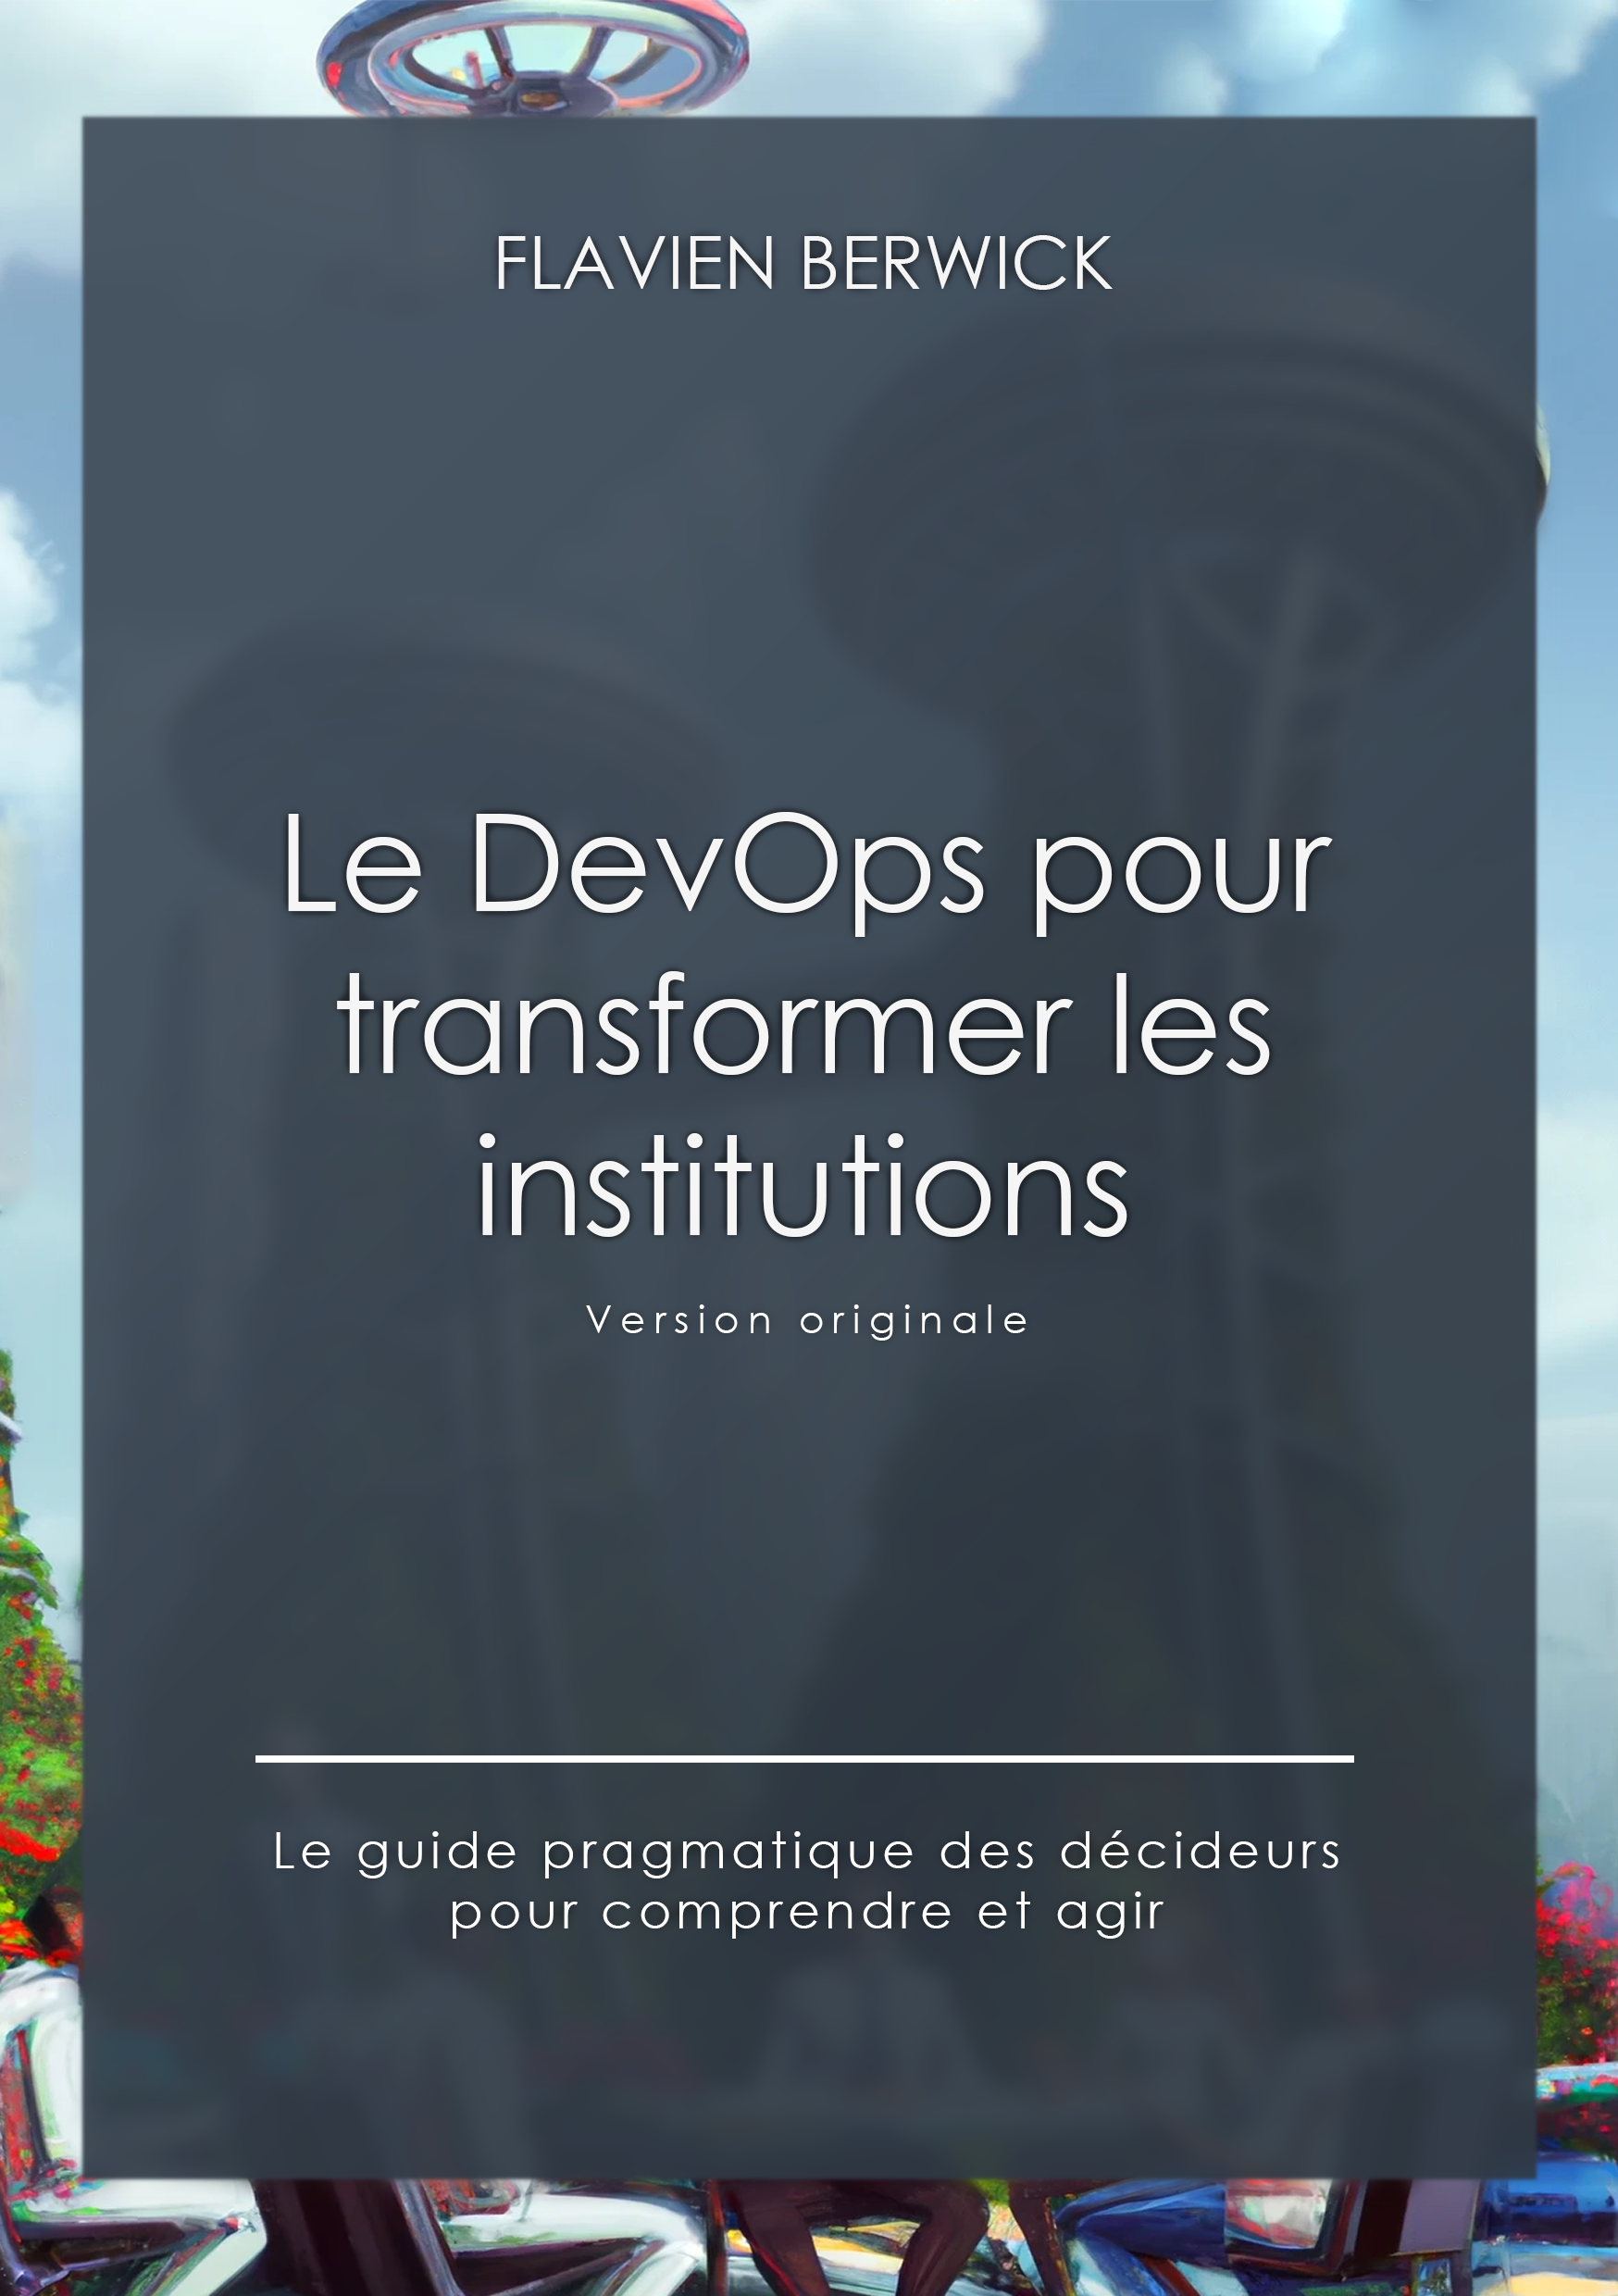 FLAVIEN BERWICK
Le DevOps pour
transformer les
institutions
Version originale
Le guide pragmatique des décideurs
pour comprendre et agir